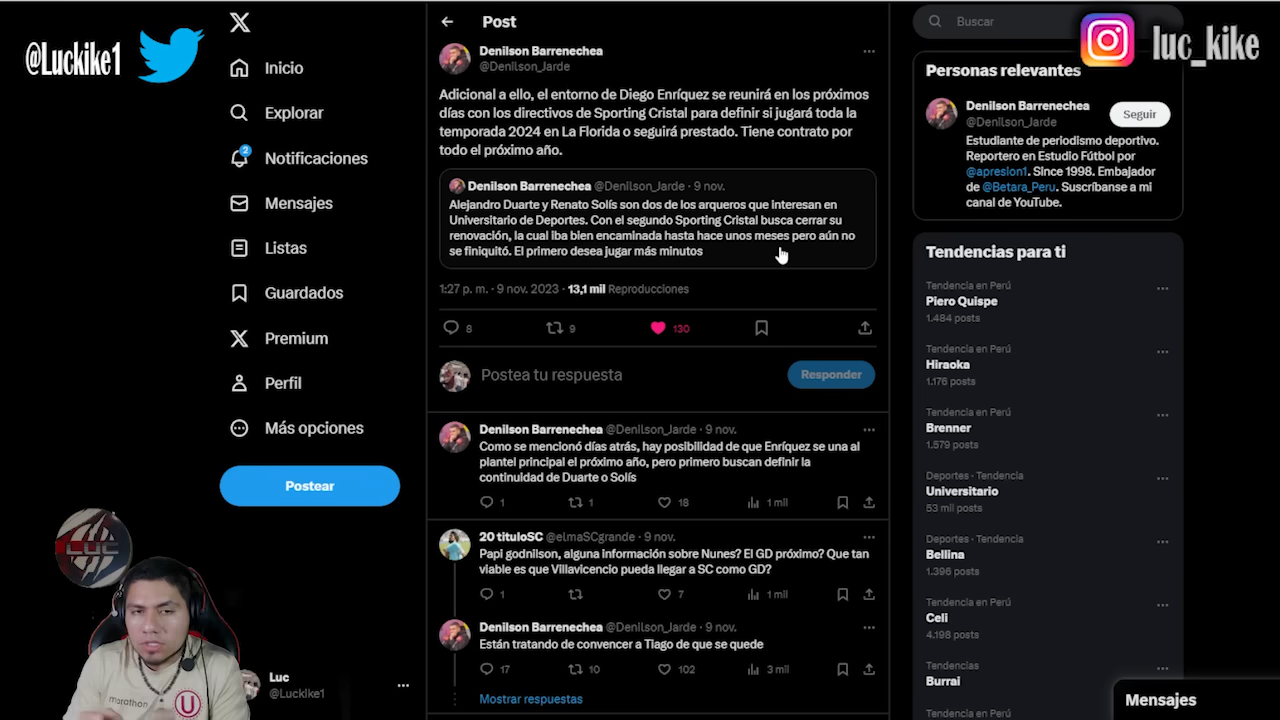 @Luckike1
luc_kike
Inicio
Explorar
2
Notificaciones
Mensajes
Listas
Guardados
Premium
Perfil
Más opciones
Postear
LUC
marathon
U
Luc
@Luckike1
Post
Denilson Barrenechea
@Denilson_Jarde
Adicional a ello, el entorno de Diego Enríquez se reunirá en los próximos
días con los directivos de Sporting Cristal para definir si jugará toda la
temporada 2024 en La Florida o seguirá prestado. Tiene contrato por
todo el próximo año.
Denilson Barrenechea @Denilson_Jarde · 9 nov.
Alejandro Duarte y Renato Solís son dos de los arqueros que interesan en
Universitario de Deportes. Con el segundo Sporting Cristal busca cerrar su
renovación, la cual iba bien encaminada hasta hace unos meses pero aún no
se finiquitó. El primero desea jugar más minutos
1:27 p. m. · 9 nov. 2023 · 13,1 mil Reproducciones
8 9 130
Postea tu respuesta
Responder
Denilson Barrenechea @Denilson_Jarde · 9 nov.
Como se mencionó días atrás, hay posibilidad de que Enríquez se una al
plantel principal el próximo año, pero primero buscan definir la
continuidad de Duarte o Solís
1 1 18 1 mil
20 tituloSC @elmaSCgrande · 9 nov.
Papi godnilson, alguna información sobre Nunes? El GD próximo? Que tan
viable es que Villavicencio pueda llegar a SC como GD?
1 7 1 mil
Denilson Barrenechea @Denilson_Jarde · 9 nov.
Están tratando de convencer a Tiago de que se quede
17 10 102 3 mil
Mostrar respuestas
Buscar
Personas relevantes
Denilson Barrenechea
@Denilson_Jarde
Seguir
Estudiante de periodismo deportivo.
Reportero en Estudio Fútbol por
@apresion1. Since 1998. Embajador
de @Betara_Peru. Suscríbanse a mi
canal de YouTube.
Tendencias para ti
Tendencia en Perú
Piero Quispe
1.484 posts
Tendencia en Perú
Hiraoka
1.176 posts
Tendencia en Perú
Brenner
1.579 posts
Deportes · Tendencia
Universitario
53 mil posts
Deportes · Tendencia
Bellina
1.396 posts
Tendencia en Perú
Celi
4.198 posts
Tendencias
Burrai
Tendencia en Perú
Mensajes